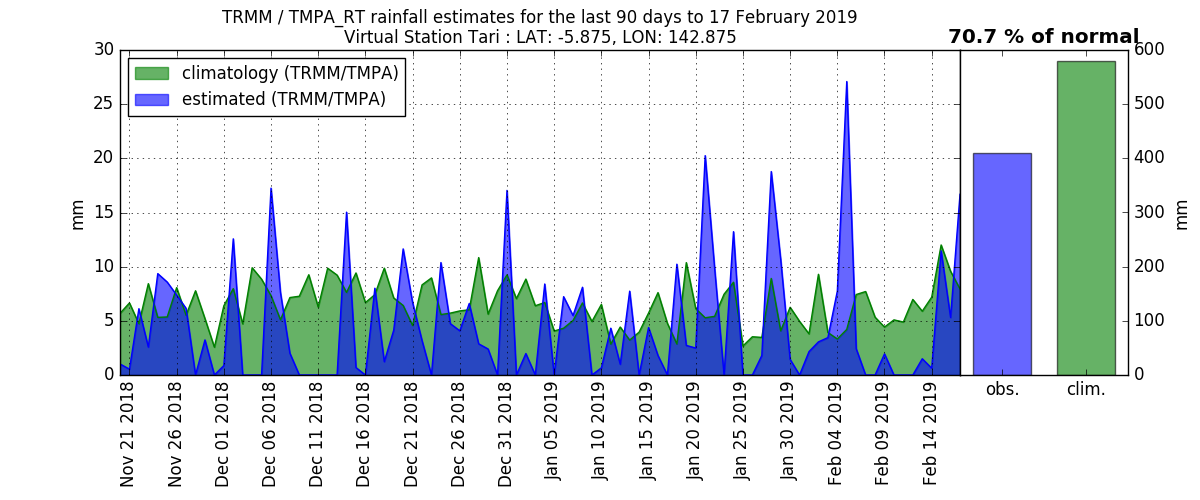 TRMM / TMPA_RT rainfall estimates for the last 90 days to 17 February 2019
Virtual Station Tari : LAT: -5.875, LON: 142.875
70.7 % of normal
climatology (TRMM/TMPA)
estimated (TRMM/TMPA)
30
25
20
15
10
5
0
mm
600
500
400
300
200
100
0
mm
Nov 21 2018
Nov 26 2018
Dec 01 2018
Dec 06 2018
Dec 11 2018
Dec 16 2018
Dec 21 2018
Dec 26 2018
Dec 31 2018
Jan 05 2019
Jan 10 2019
Jan 15 2019
Jan 20 2019
Jan 25 2019
Jan 30 2019
Feb 04 2019
Feb 09 2019
Feb 14 2019
obs.
clim.